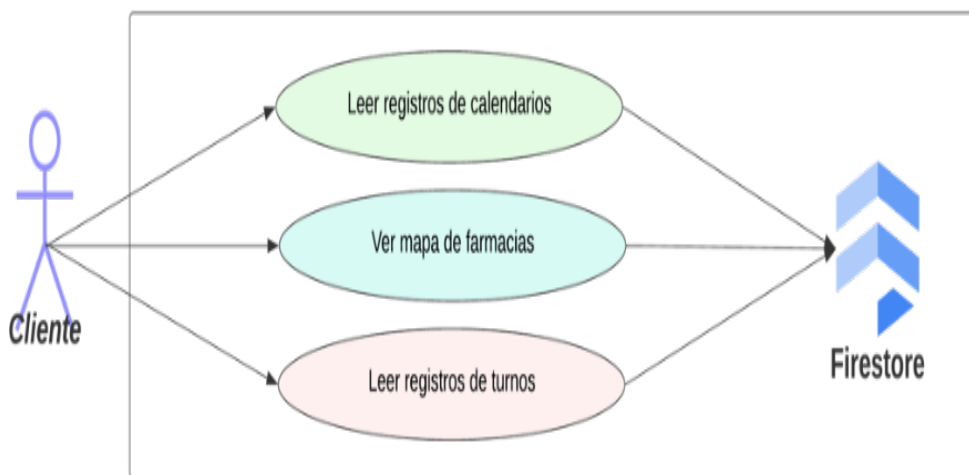 Leer registros de calendarios
Ver mapa de farmacias
Cliente
Leer registros de turnos
Firestore